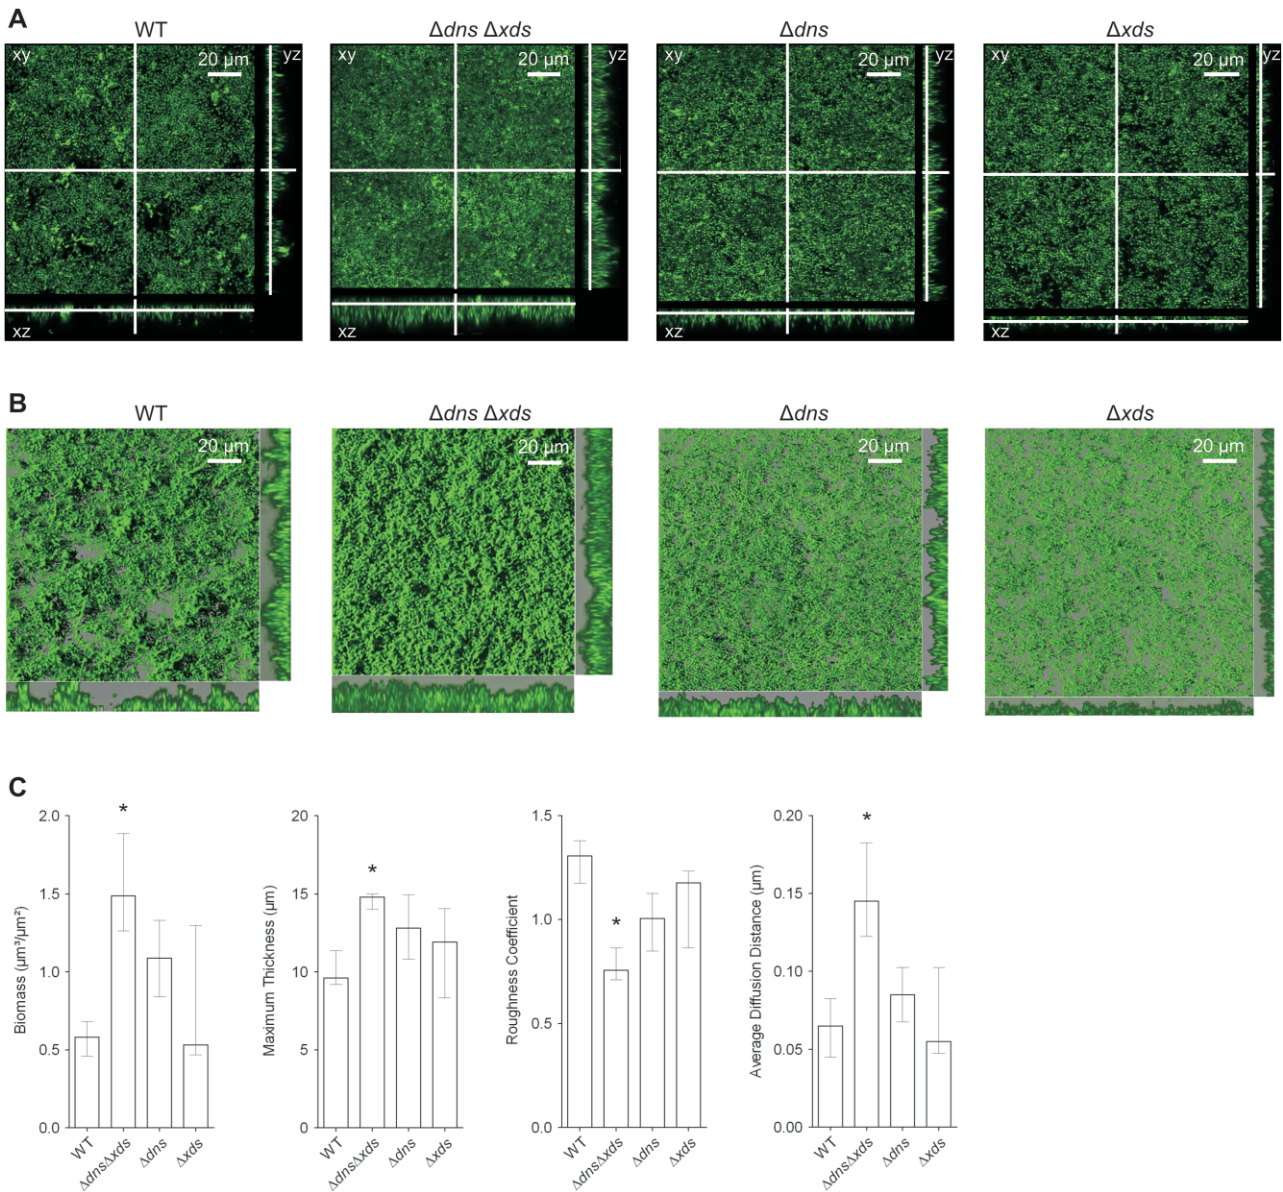 A
WT
Δdns Δxds
Δdns
Δxds
xy
20 µm
yz
xz
xy
20 µm
yz
xz
xy
20 µm
yz
xz
xy
20 µm
yz
xz
B
WT
Δdns Δxds
Δdns
Δxds
20 µm
20 µm
20 µm
20 µm
C
Biomass (µm³/µm²)
2.0
1.5
1.0
0.5
0.0
*
WT
ΔdnsΔxds
Δdns
Δxds
Maximum Thickness (µm)
20
15
10
5
0
*
WT
ΔdnsΔxds
Δdns
Δxds
Roughness Coefficient
1.5
1.0
0.5
0.0
*
WT
ΔdnsΔxds
Δdns
Δxds
Average Diffusion Distance (µm)
0.20
0.15
0.10
0.05
0.00
*
WT
ΔdnsΔxds
Δdns
Δxds